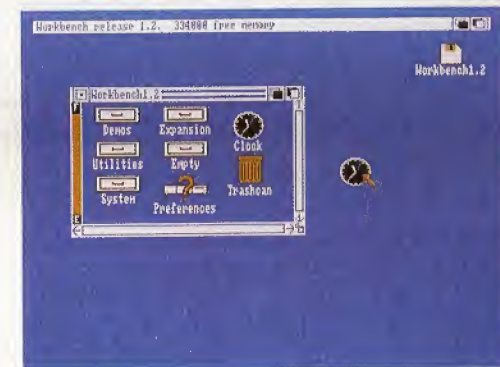 Workbench release 1.2. 334808 free memory
Workbench1.2
Workbench1.2
Demos Expansion Clock
Utilities Empty Trashcan
System Preferences
F
E